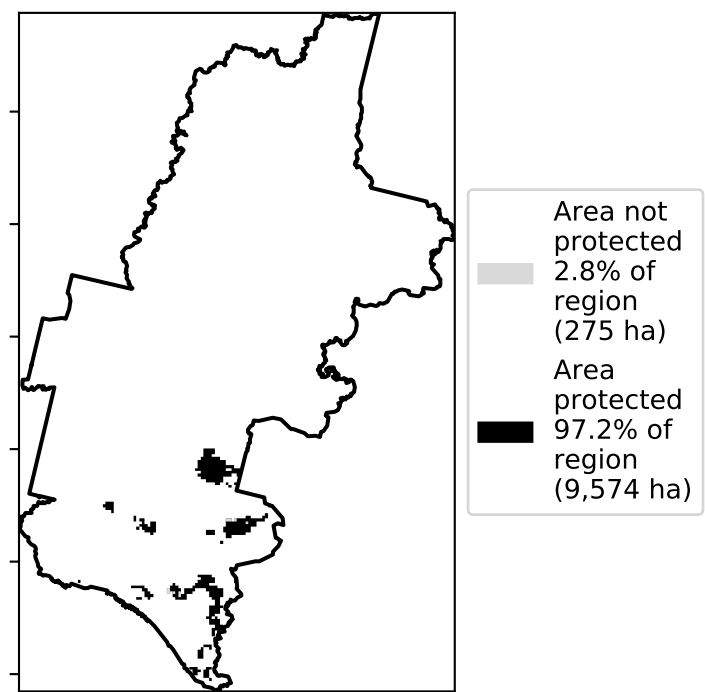 Area not
protected
2.8% of
region
(275 ha)
Area
protected
97.2% of
region
(9,574 ha)